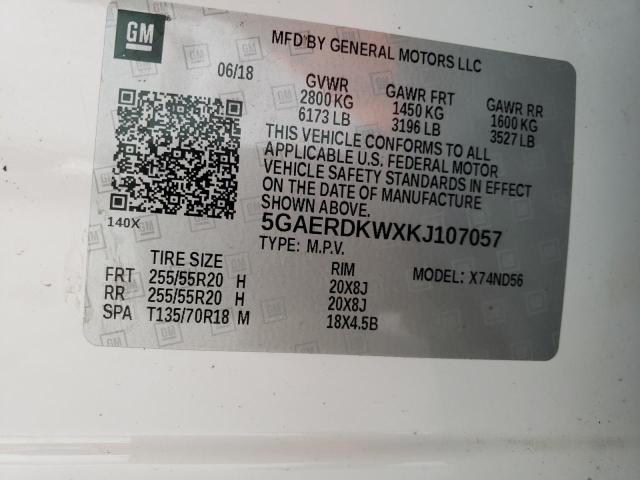 GM
MFD BY GENERAL MOTORS LLC
06/18
GVWR GAWR FRT GAWR RR
2800 KG 1450 KG 1600 KG
6173 LB 3196 LB 3527 LB
THIS VEHICLE CONFORMS TO ALL
APPLICABLE U.S. FEDERAL MOTOR
VEHICLE SAFETY STANDARDS IN EFFECT
ON THE DATE OF MANUFACTURE
SHOWN ABOVE.
140X
5GAERDKWXKJ107057
TYPE: M.P.V.
TIRE SIZE RIM MODEL: X74ND56
FRT 255/55R20 H 20X8J
RR 255/55R20 H 20X8J
SPA T135/70R18 M 18X4.5B